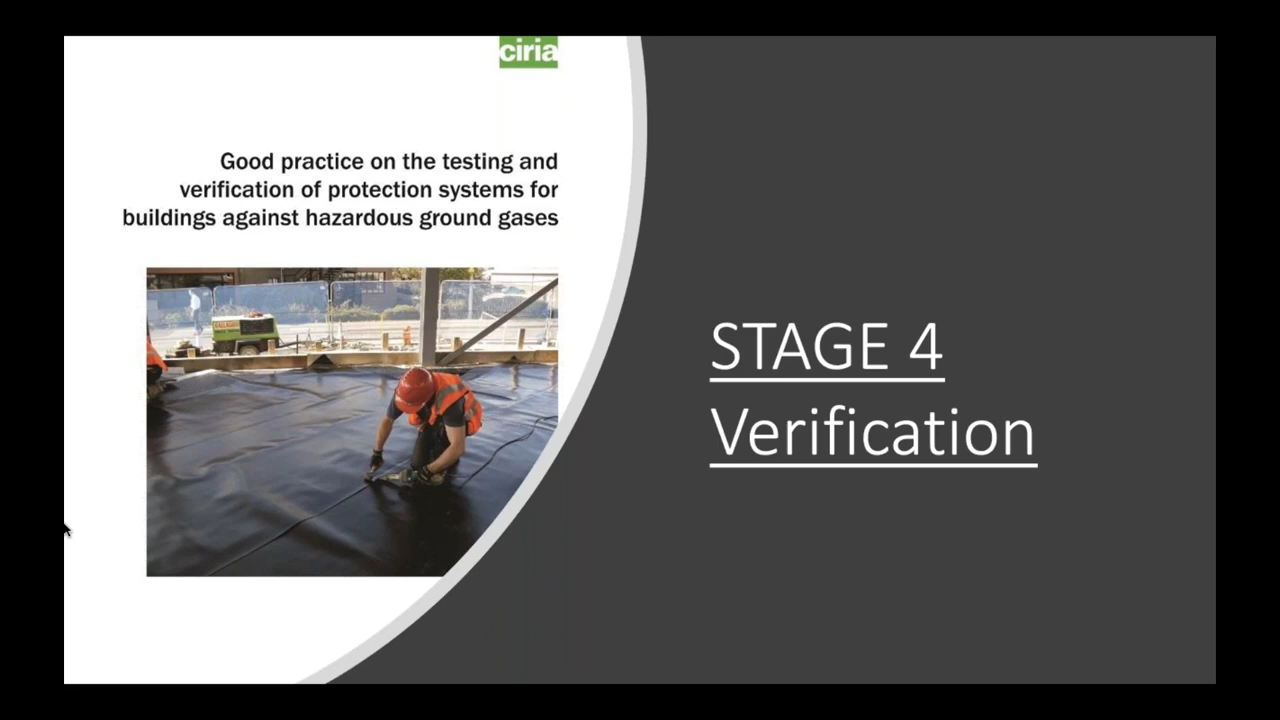 ciria
Good practice on the testing and
verification of protection systems for
buildings against hazardous ground gases
STAGE 4
Verification